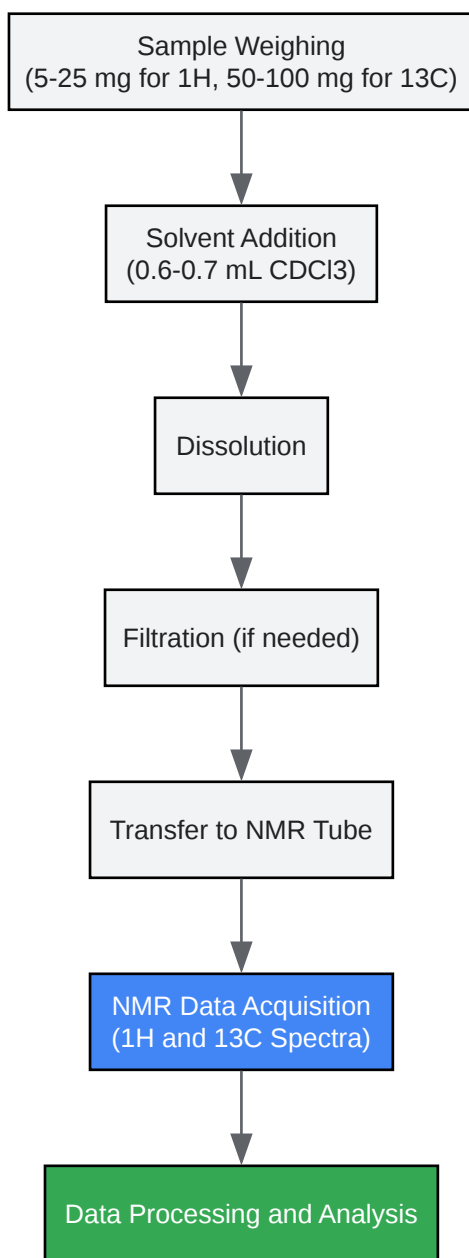 Sample Weighing
(5-25 mg for 1H, 50-100 mg for 13C)
Solvent Addition
(0.6-0.7 mL CDCl3)
Dissolution
Filtration (if needed)
Transfer to NMR Tube
NMR Data Acquisition
(1H and 13C Spectra)
Data Processing and Analysis